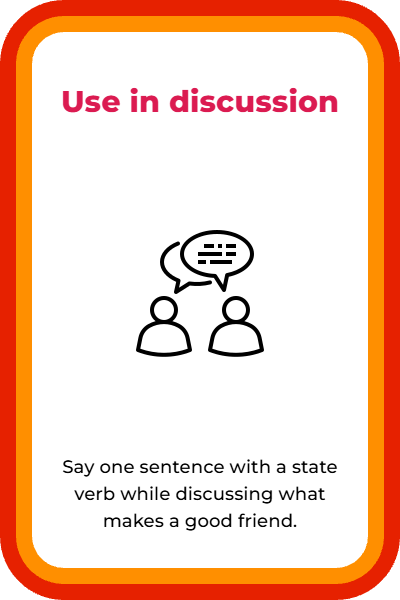 Use in discussion
Say one sentence with a state
verb while discussing what
makes a good friend.